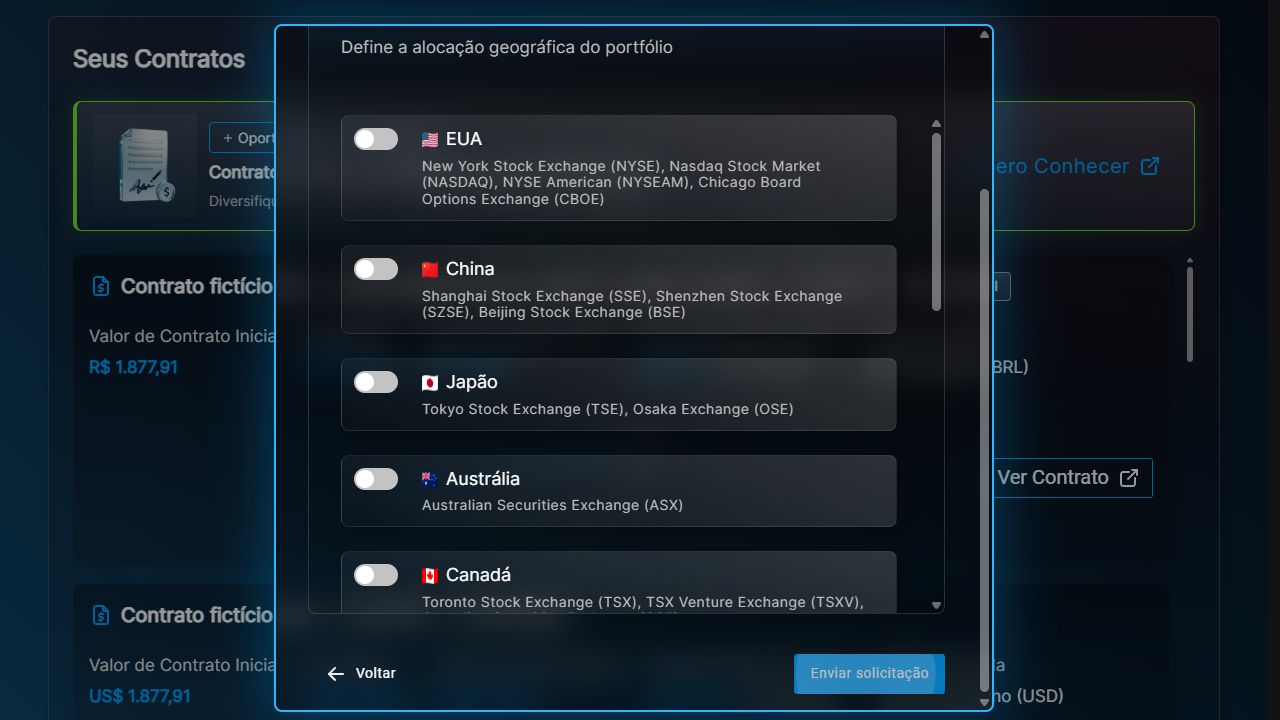 Define a alocação geográfica do portfólio
Seus Contratos
+ Oport
Contrato
Diversifiq
ero Conhecer
EUA
New York Stock Exchange (NYSE), Nasdaq Stock Market
(NASDAQ), NYSE American (NYSEAM), Chicago Board
Options Exchange (CBOE)
China
Shanghai Stock Exchange (SSE), Shenzhen Stock Exchange
(SZSE), Beijing Stock Exchange (BSE)
Contrato fictício
Valor de Contrato Inicia
R$ 1.877,91
BRL)
Japão
Tokyo Stock Exchange (TSE), Osaka Exchange (OSE)
Austrália
Australian Securities Exchange (ASX)
Ver Contrato
Canadá
Toronto Stock Exchange (TSX), TSX Venture Exchange (TSXV),
Contrato fictício
Valor de Contrato Inicia
US$ 1.877,91
no (USD)
Voltar
Enviar solicitação